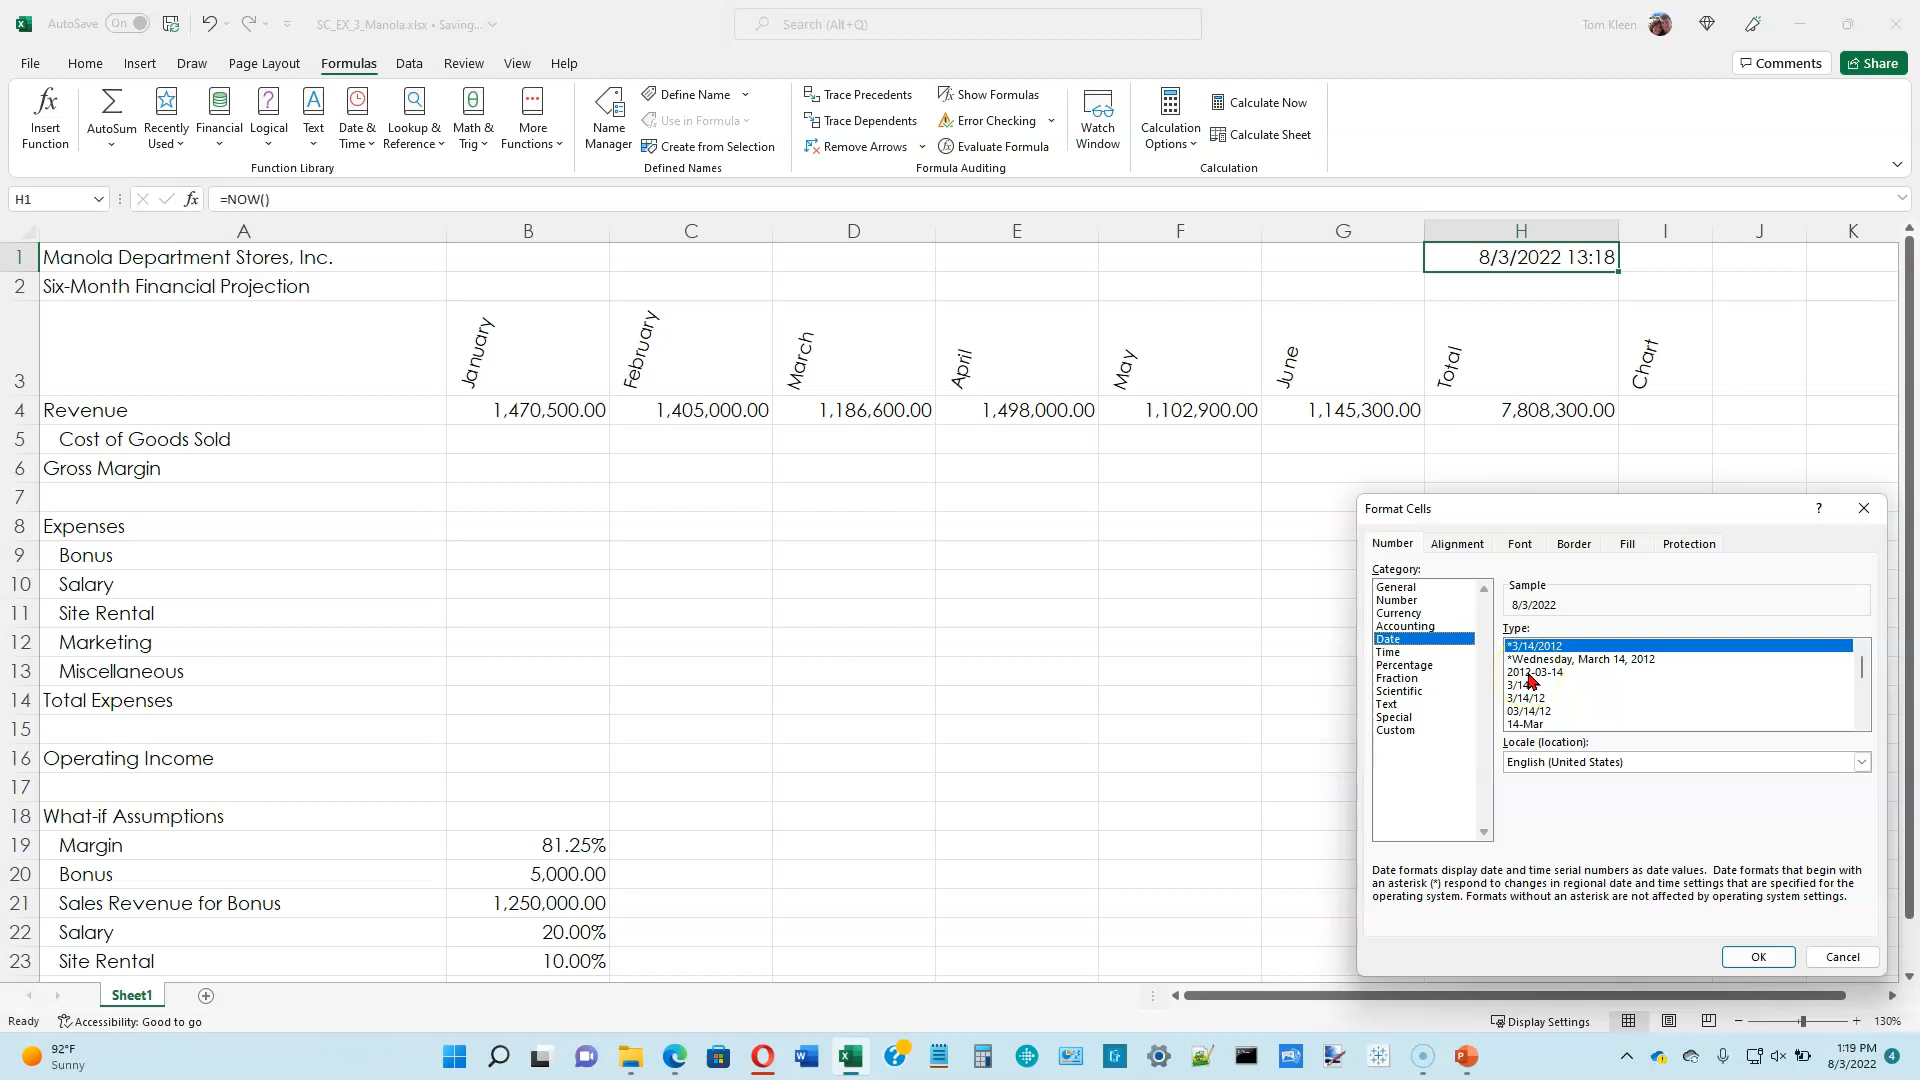 AutoSave On SC_EX_3_Manola.xlsx • Saving... Search (Alt+Q) Tom Kleen
File Home Insert Draw Page Layout Formulas Data Review View Help Comments Share
Insert Function
AutoSum
Recently Used
Financial
Logical
Text
Date & Time
Lookup & Reference
Math & Trig
More Functions
Function Library
Name Manager
Define Name
Use in Formula
Create from Selection
Defined Names
Trace Precedents
Trace Dependents
Remove Arrows
Show Formulas
Error Checking
Evaluate Formula
Formula Auditing
Watch Window
Calculation Options
Calculate Now
Calculate Sheet
Calculation
H1 fx =NOW()
A B C D E F G H I J K
1 Manola Department Stores, Inc. 8/3/2022 13:18
2 Six-Month Financial Projection
3 January February March April May June Total Chart
4 Revenue 1,470,500.00 1,405,000.00 1,186,600.00 1,498,000.00 1,102,900.00 1,145,300.00 7,808,300.00
5 Cost of Goods Sold
6 Gross Margin
7
8 Expenses
9 Bonus
10 Salary
11 Site Rental
12 Marketing
13 Miscellaneous
14 Total Expenses
15
16 Operating Income
17
18 What-if Assumptions
19 Margin 81.25%
20 Bonus 5,000.00
21 Sales Revenue for Bonus 1,250,000.00
22 Salary 20.00%
23 Site Rental 10.00%
Format Cells ?
Number Alignment Font Border Fill Protection
Category:
General
Number
Currency
Accounting
Date
Time
Percentage
Fraction
Scientific
Text
Special
Custom
Sample
8/3/2022
Type:
*3/14/2012
*Wednesday, March 14, 2012
2012-03-14
3/14
3/14/12
03/14/12
14-Mar
Locale (location):
English (United States)
Date formats display date and time serial numbers as date values. Date formats that begin with
an asterisk (*) respond to changes in regional date and time settings that are specified for the
operating system. Formats without an asterisk are not affected by operating system settings.
OK Cancel
Sheet1
Ready Accessibility: Good to go Display Settings 130%
92°F
Sunny
1:19 PM
8/3/2022
4